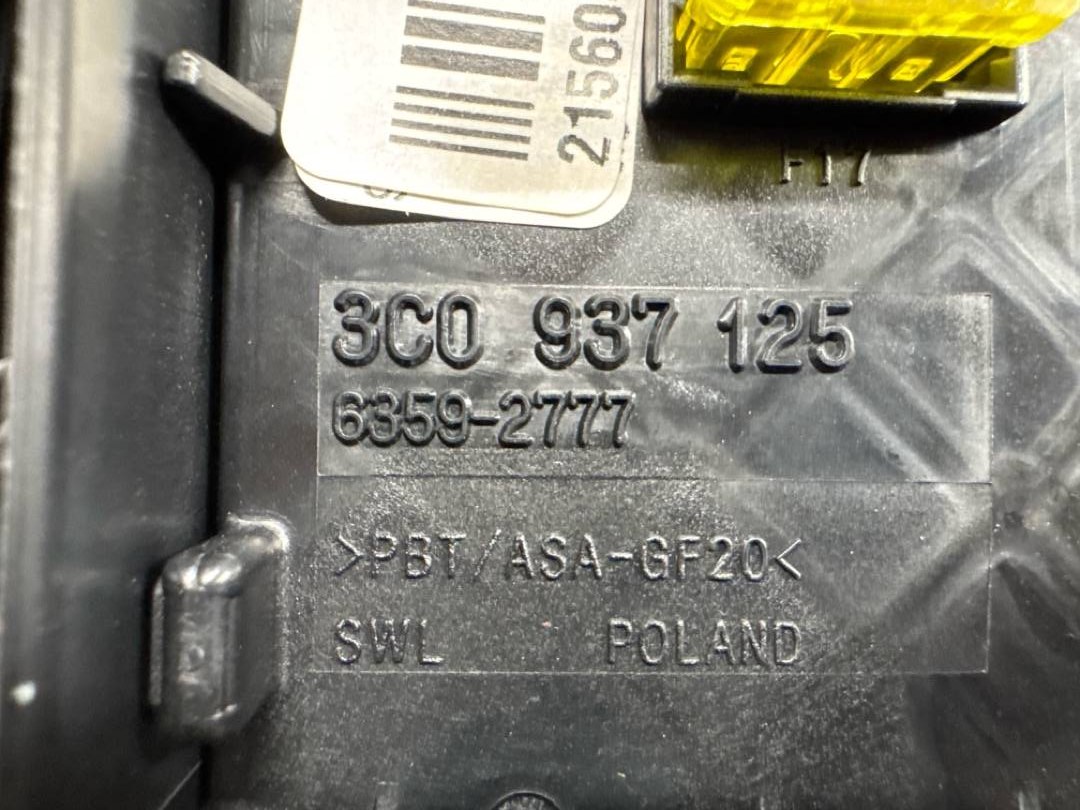 21560
F17
3C0 937 125
6359-2777
>PBT/ASA-GF20<
SWL POLAND